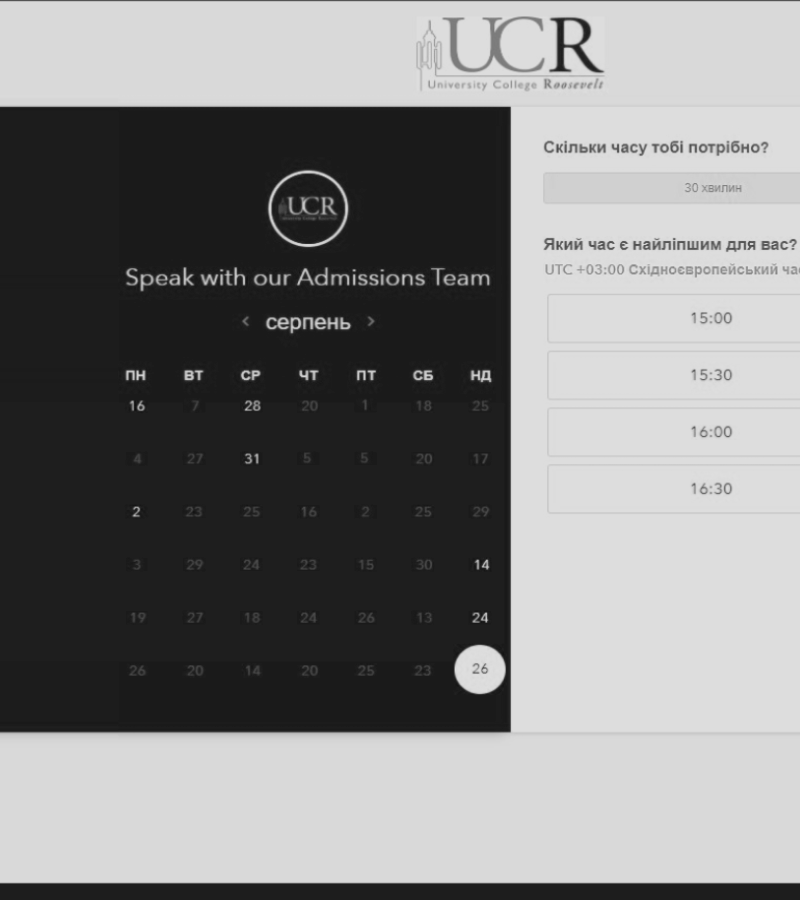 UCR
University College Roosevelt
UCR
Speak with our Admissions Team
< серпень >
ПН ВТ СР ЧТ ПТ СБ НД
16 7 28 20 1 18 25
4 27 31 5 5 20 17
2 23 25 16 2 25 29
3 29 24 23 15 30 14
19 27 18 24 26 13 24
26 20 14 20 25 23 26
Скільки часу тобі потрібно?
30 хвилин
Який час є найліпшим для вас?
UTC +03:00 Східноєвропейський час
15:00
15:30
16:00
16:30